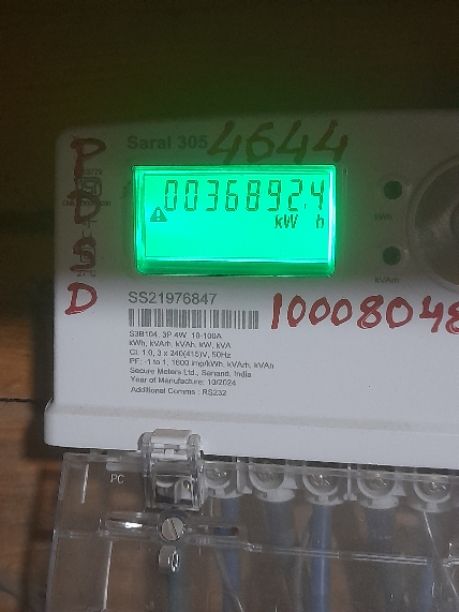 Saral 305
4644
PDAD
00368924
kW h
kWh
kVArh
SS21976847
10008048
S3B104, 3P 4W 10-100A
kWh, kVArh, kVAh, kW, kVA
Cl. 1.0, 3 x 240(415)V, 50Hz
PF: -1 to 1, 1600 imp/kWh, kVArh, kVAh
Secure Meters Ltd., Sanand, India
Year of Manufacture: 10/2024
Additional Comms : RS232
PC